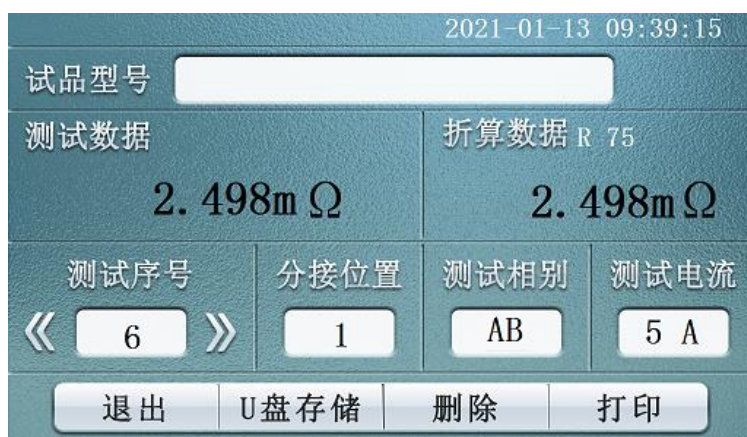 2021-01-13 09:39:15
试品型号
测试数据 折算数据 R 75
2.498mΩ 2.498mΩ
测试序号 分接位置 测试相别 测试电流
《 6 》 1 AB 5 A
退出 U盘存储 删除 打印